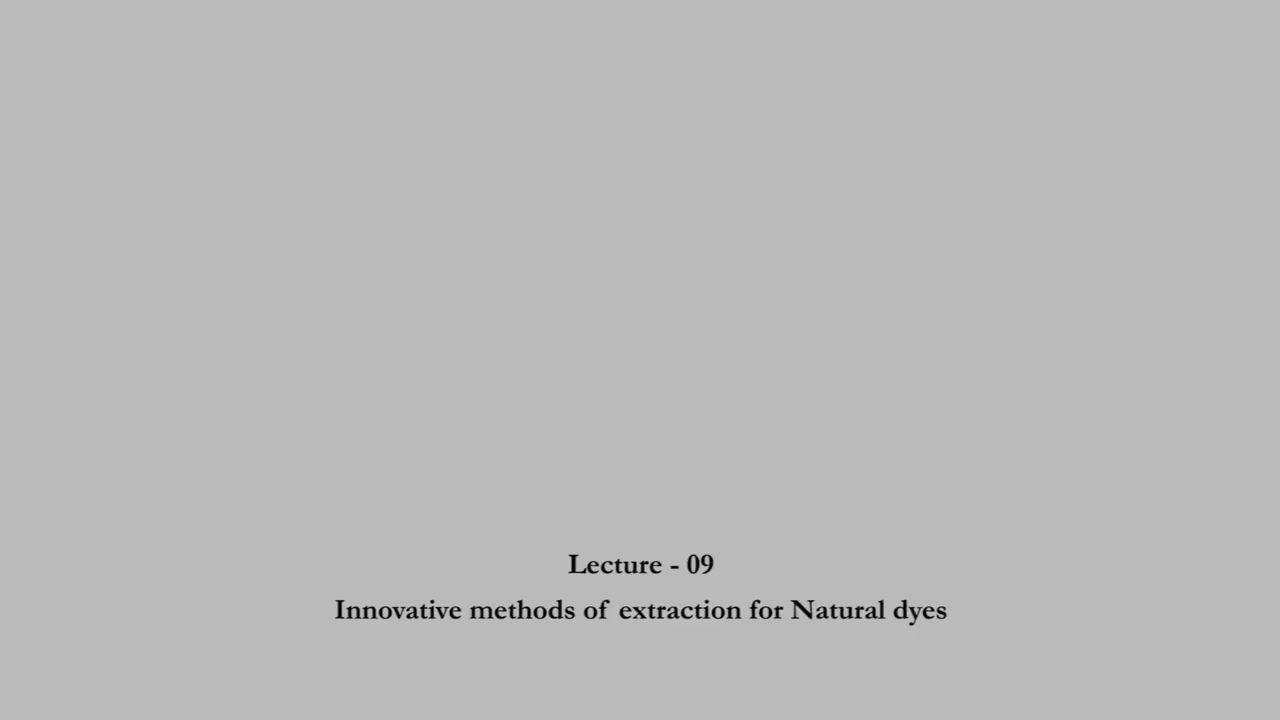 Lecture - 09
Innovative methods of extraction for Natural dyes